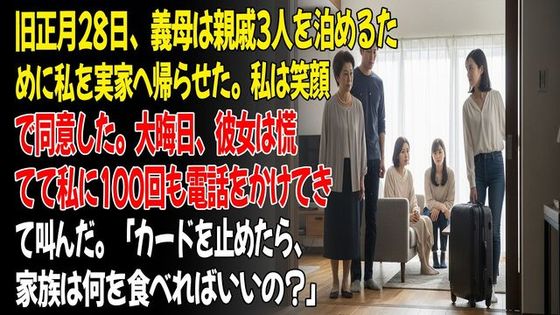 旧正月28日、義母は親戚3人を泊めるた
めに私を実家へ帰らせた。私は笑顔
で同意した。大晦日、彼女は慌
てて私に100回も電話をかけてき
て叫んだ。「カードを止めたら、
家族は何を食べればいいの？」